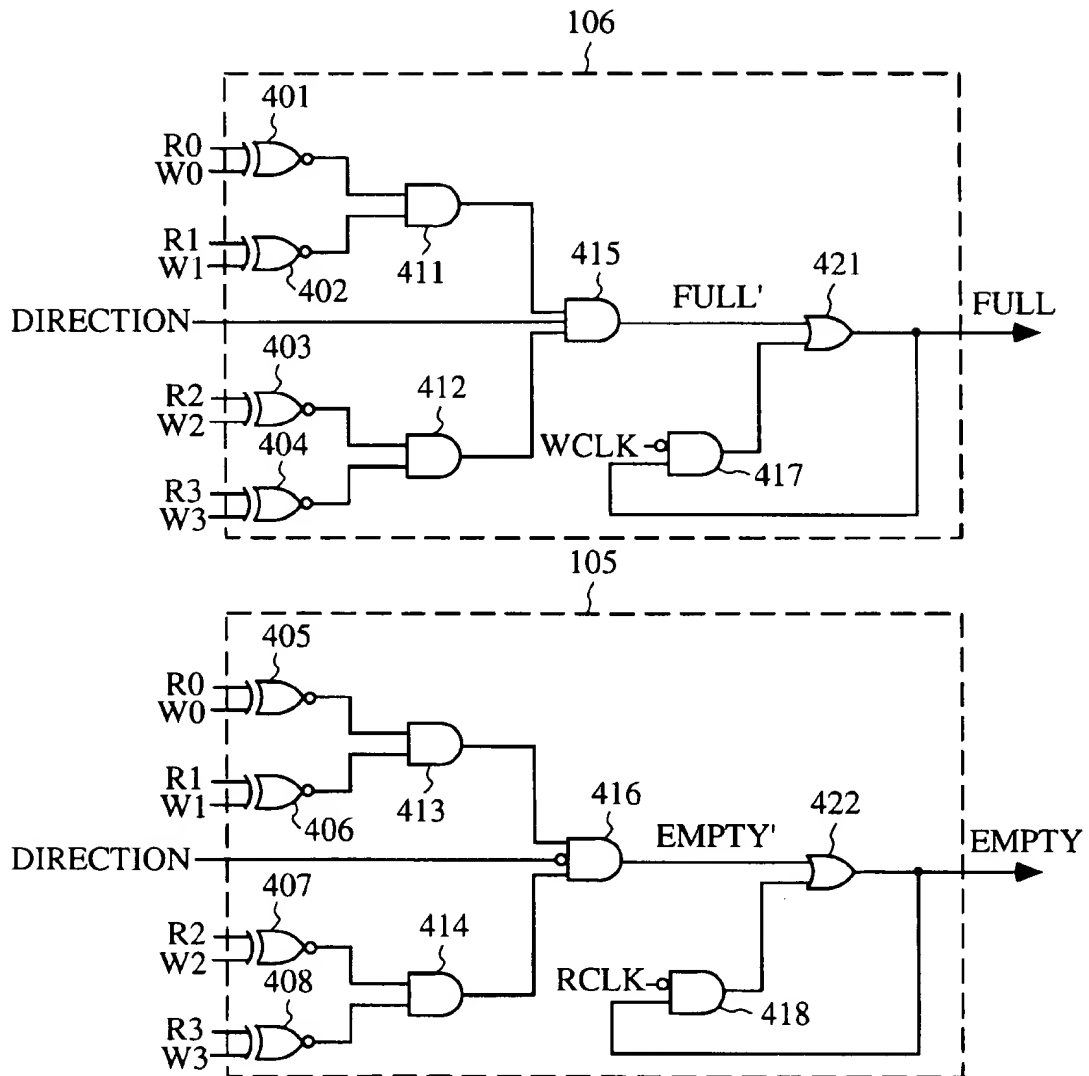 106
401
R0
W0
R1
W1
402
411
415
FULL'
421
FULL
DIRECTION
403
R2
W2
412
404
WCLK
417
R3
W3
105
405
R0
W0
R1
W1
406
413
416
EMPTY'
422
EMPTY
DIRECTION
407
R2
W2
414
408
RCLK
418
R3
W3